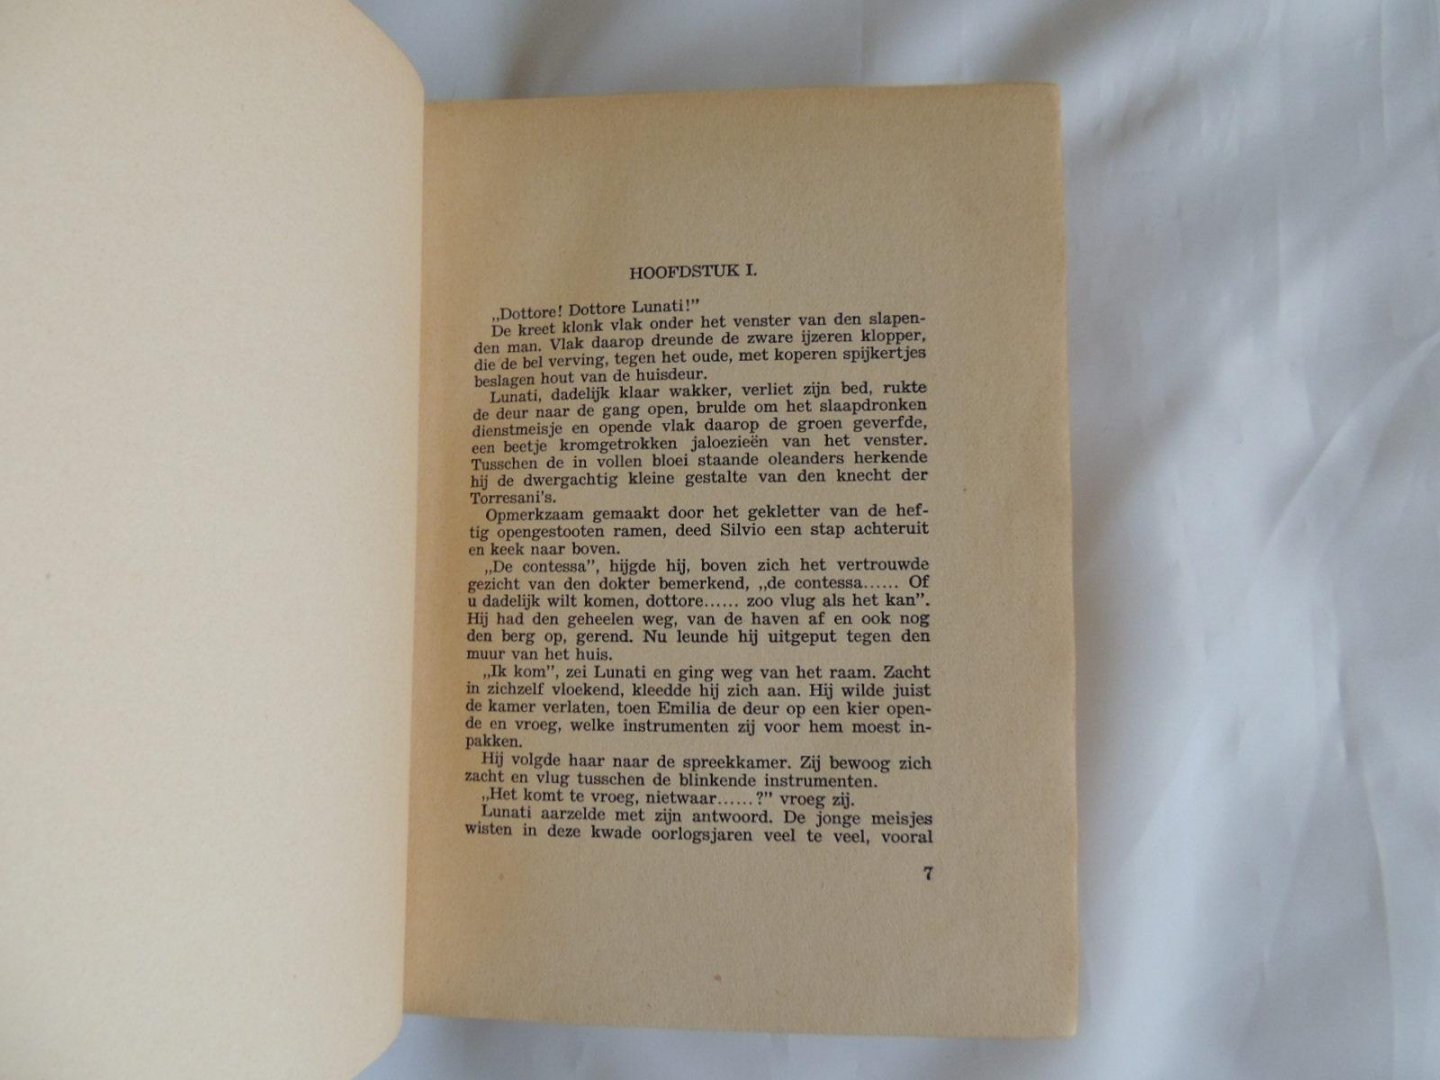 HOOFDSTUK I.
„Dottore! Dottore Lunati!”
De kreet klonk vlak onder het venster van den slapen-
den man. Vlak daarop dreunde de zware ijzeren klopper,
die de bel verving, tegen het oude, met koperen spijkertjes
beslagen hout van de huisdeur.
Lunati, dadelijk klaar wakker, verliet zijn bed, rukte
de deur naar de gang open, brulde om het slaapdronken
dienstmeisje en opende vlak daarop de groen geverfde,
een beetje kromgetrokken jaloezieën van het venster.
Tusschen de in vollen bloei staande oleanders herkende
hij de dwergachtig kleine gestalte van den knecht der
Torresani's.
Opmerkzaam gemaakt door het gekletter van de hef-
tig opengestooten ramen, deed Silvio een stap achteruit
en keek naar boven.
„De contessa”, hijgde hij, boven zich het vertrouwde
gezicht van den dokter bemerkend, „de contessa...... Of
u dadelijk wilt komen, dottore...... zoo vlug als het kan”.
Hij had den geheelen weg, van de haven af en ook nog
den berg op, gerend. Nu leunde hij uitgeput tegen den
muur van het huis.
„Ik kom”, zei Lunati en ging weg van het raam. Zacht
in zichzelf vloekend, kleedde hij zich aan. Hij wilde juist
de kamer verlaten, toen Emilia de deur op een kier open-
de en vroeg, welke instrumenten zij voor hem moest in-
pakken.
Hij volgde haar naar de spreekkamer. Zij bewoog zich
zacht en vlug tusschen de blinkende instrumenten.
„Het komt te vroeg, nietwaar......?” vroeg zij.
Lunati aarzelde met zijn antwoord. De jonge meisjes
wisten in deze kwade oorlogsjaren veel te veel, vooral
7